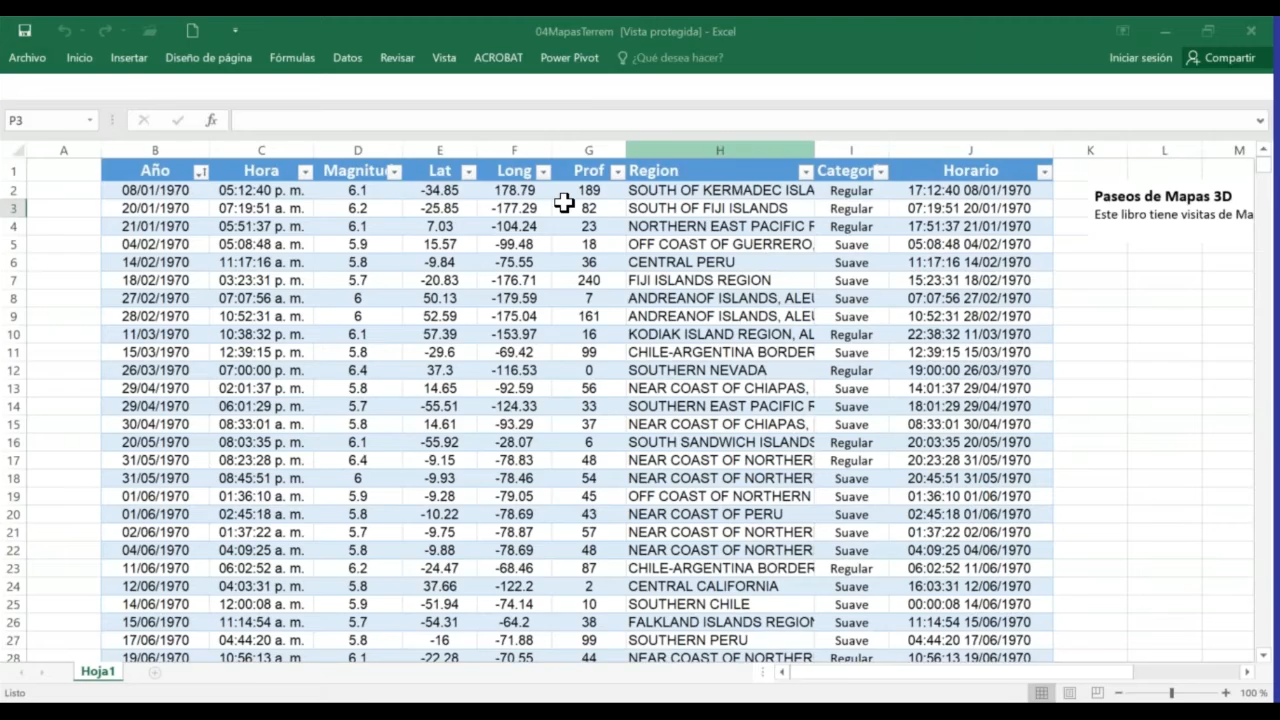 04MapasTerrem [Vista protegida] - Excel
Archivo Inicio Insertar Diseño de página Fórmulas Datos Revisar Vista ACROBAT Power Pivot ¿Qué desea hacer? Iniciar sesión Compartir
P3 fx
A B C D E F G H I J K L M
1 Año Hora Magnitu Lat Long Prof Region Categor Horario
2 08/01/1970 05:12:40 p. m. 6.1 -34.85 178.79 189 SOUTH OF KERMADEC ISLA Regular 17:12:40 08/01/1970
Paseos de Mapas 3D
3 20/01/1970 07:19:51 a. m. 6.2 -25.85 -177.29 82 SOUTH OF FIJI ISLANDS Regular 07:19:51 20/01/1970
Este libro tiene visitas de Ma
4 21/01/1970 05:51:37 p. m. 6.1 7.03 -104.24 23 NORTHERN EAST PACIFIC F Regular 17:51:37 21/01/1970
5 04/02/1970 05:08:48 a. m. 5.9 15.57 -99.48 18 OFF COAST OF GUERRERO, Suave 05:08:48 04/02/1970
6 14/02/1970 11:17:16 a. m. 5.8 -9.84 -75.55 36 CENTRAL PERU Suave 11:17:16 14/02/1970
7 18/02/1970 03:23:31 p. m. 5.7 -20.83 -176.71 240 FIJI ISLANDS REGION Suave 15:23:31 18/02/1970
8 27/02/1970 07:07:56 a. m. 6 50.13 -179.59 7 ANDREANOF ISLANDS, ALEU Suave 07:07:56 27/02/1970
9 28/02/1970 10:52:31 a. m. 6 52.59 -175.04 161 ANDREANOF ISLANDS, ALEU Suave 10:52:31 28/02/1970
10 11/03/1970 10:38:32 p. m. 6.1 57.39 -153.97 16 KODIAK ISLAND REGION, AL Regular 22:38:32 11/03/1970
11 15/03/1970 12:39:15 p. m. 5.8 -29.6 -69.42 99 CHILE-ARGENTINA BORDER Suave 12:39:15 15/03/1970
12 26/03/1970 07:00:00 p. m. 6.4 37.3 -116.53 0 SOUTHERN NEVADA Regular 19:00:00 26/03/1970
13 29/04/1970 02:01:37 p. m. 5.8 14.65 -92.59 56 NEAR COAST OF CHIAPAS, Suave 14:01:37 29/04/1970
14 29/04/1970 06:01:29 p. m. 5.7 -55.51 -124.33 33 SOUTHERN EAST PACIFIC F Suave 18:01:29 29/04/1970
15 30/04/1970 08:33:01 a. m. 5.8 14.61 -93.29 37 NEAR COAST OF CHIAPAS, Suave 08:33:01 30/04/1970
16 20/05/1970 08:03:35 p. m. 6.1 -55.92 -28.07 6 SOUTH SANDWICH ISLANDS Regular 20:03:35 20/05/1970
17 31/05/1970 08:23:28 p. m. 6.4 -9.15 -78.83 48 NEAR COAST OF NORTHER Regular 20:23:28 31/05/1970
18 31/05/1970 08:45:51 p. m. 6 -9.93 -78.46 54 NEAR COAST OF NORTHER Suave 20:45:51 31/05/1970
19 01/06/1970 01:36:10 a. m. 5.9 -9.28 -79.05 45 OFF COAST OF NORTHERN Suave 01:36:10 01/06/1970
20 01/06/1970 02:45:18 a. m. 5.8 -10.22 -78.69 43 NEAR COAST OF PERU Suave 02:45:18 01/06/1970
21 02/06/1970 01:37:22 a. m. 5.7 -9.75 -78.87 57 NEAR COAST OF NORTHER Suave 01:37:22 02/06/1970
22 04/06/1970 04:09:25 a. m. 5.8 -9.88 -78.69 48 NEAR COAST OF NORTHER Suave 04:09:25 04/06/1970
23 11/06/1970 06:02:52 a. m. 6.2 -24.47 -68.46 87 CHILE-ARGENTINA BORDER Regular 06:02:52 11/06/1970
24 12/06/1970 04:03:31 p. m. 5.8 37.66 -122.2 2 CENTRAL CALIFORNIA Suave 16:03:31 12/06/1970
25 14/06/1970 12:00:08 a. m. 5.9 -51.94 -74.14 10 SOUTHERN CHILE Suave 00:00:08 14/06/1970
26 15/06/1970 11:14:54 a. m. 5.7 -54.31 -64.2 38 FALKLAND ISLANDS REGION Suave 11:14:54 15/06/1970
27 17/06/1970 04:44:20 a. m. 5.8 -16 -71.88 99 SOUTHERN PERU Suave 04:44:20 17/06/1970
28 19/06/1970 10:56:13 a. m. 6.1 -22.28 -70.55 44 NEAR COAST OF NORTHER Regular 10:56:13 19/06/1970
Hoja1
Listo 100 %